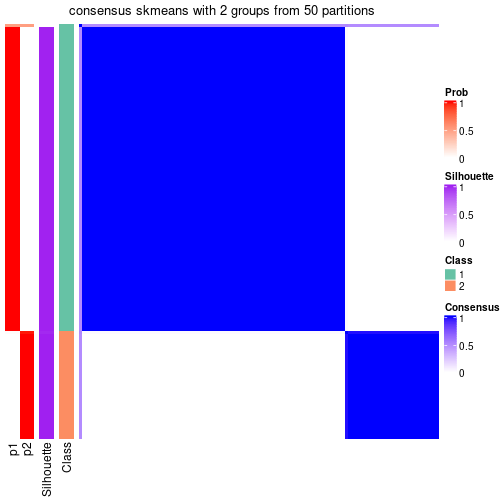 consensus skmeans with 2 groups from 50 partitions
Prob
1
0.5
0
Silhouette
1
0.5
0
Class
1
2
Consensus
1
0.5
0
p1
p2
Silhouette
Class